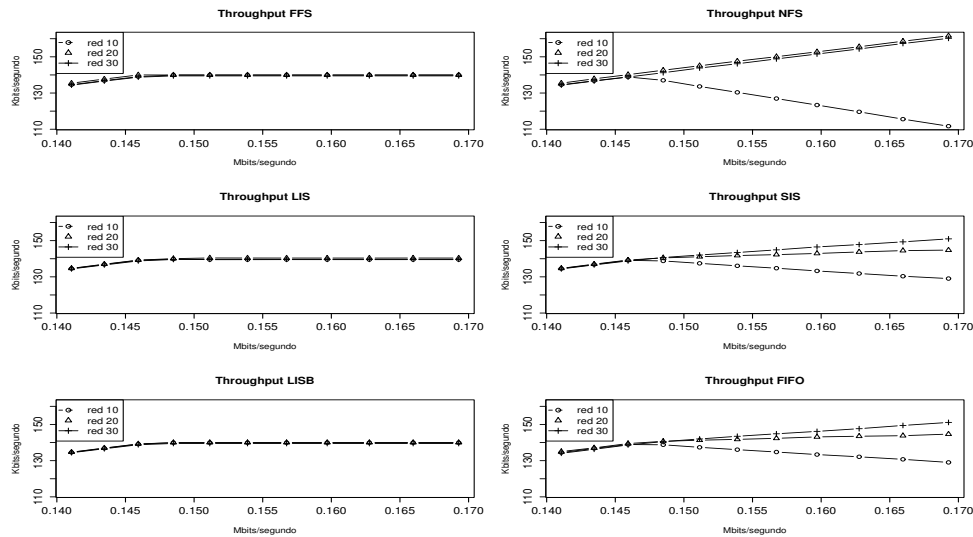 Throughput FFS
red 10
red 20
red 30
Kbits/segundo
110
130
150
0.140
0.145
0.150
0.155
0.160
0.165
0.170
Mbits/segundo
Throughput NFS
red 10
red 20
red 30
Kbits/segundo
110
130
150
0.140
0.145
0.150
0.155
0.160
0.165
0.170
Mbits/segundo
Throughput LIS
red 10
red 20
red 30
Kbits/segundo
110
130
150
0.140
0.145
0.150
0.155
0.160
0.165
0.170
Mbits/segundo
Throughput SIS
red 10
red 20
red 30
Kbits/segundo
110
130
150
0.140
0.145
0.150
0.155
0.160
0.165
0.170
Mbits/segundo
Throughput LISB
red 10
red 20
red 30
Kbits/segundo
110
130
150
0.140
0.145
0.150
0.155
0.160
0.165
0.170
Mbits/segundo
Throughput FIFO
red 10
red 20
red 30
Kbits/segundo
110
130
150
0.140
0.145
0.150
0.155
0.160
0.165
0.170
Mbits/segundo